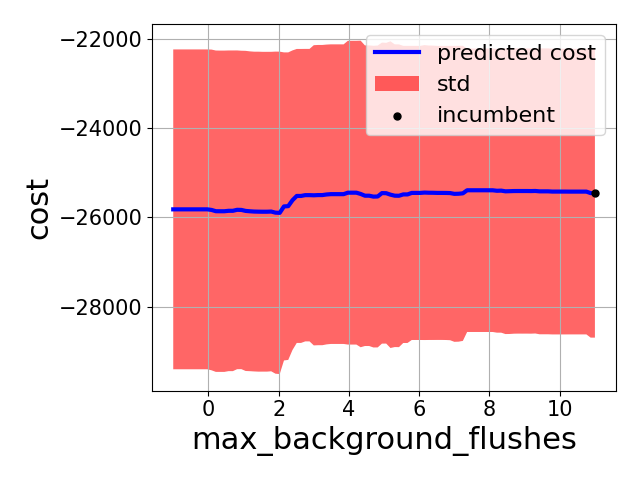 −22000
−24000
−26000
−28000
cost
0 2 4 6 8 10
max_background_flushes
predicted cost
std
incumbent